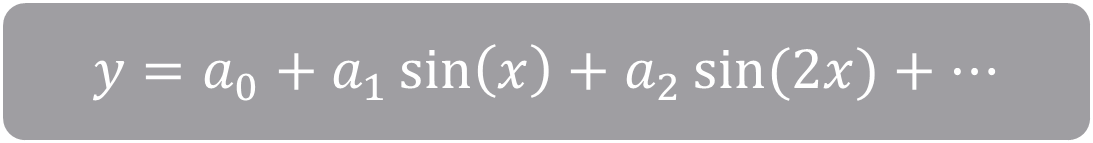 y = a₀ + a₁ sin(x) + a₂ sin(2x) + ⋯